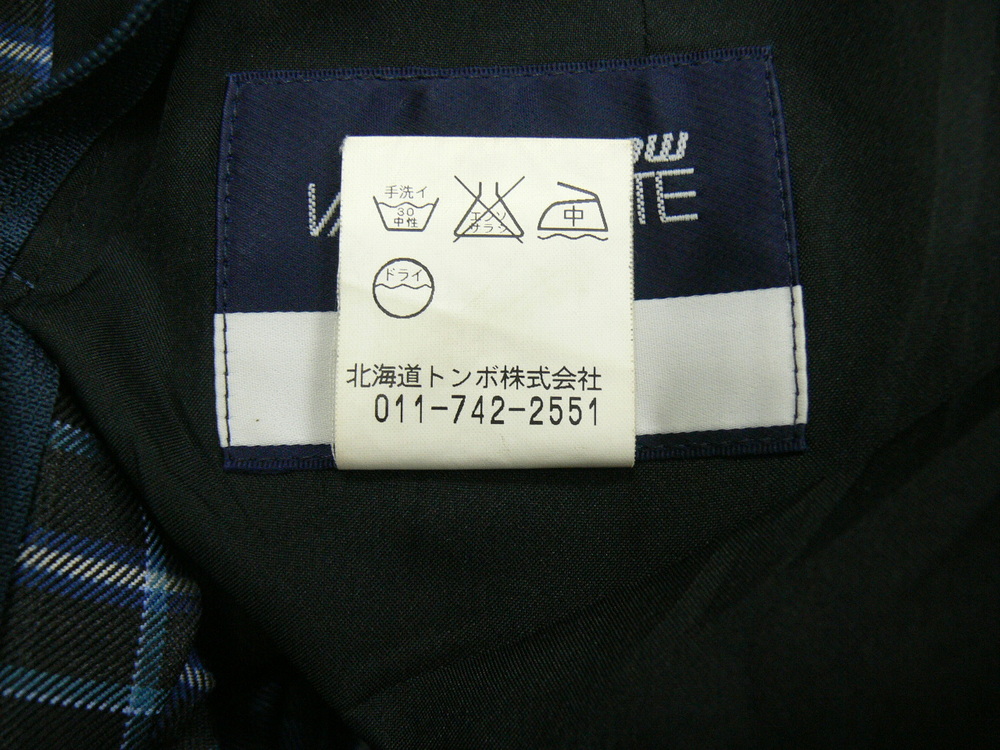 手洗イ
30
中性
エンソ
サラシ
中
ドライ
北海道トンボ株式会社
011-742-2551